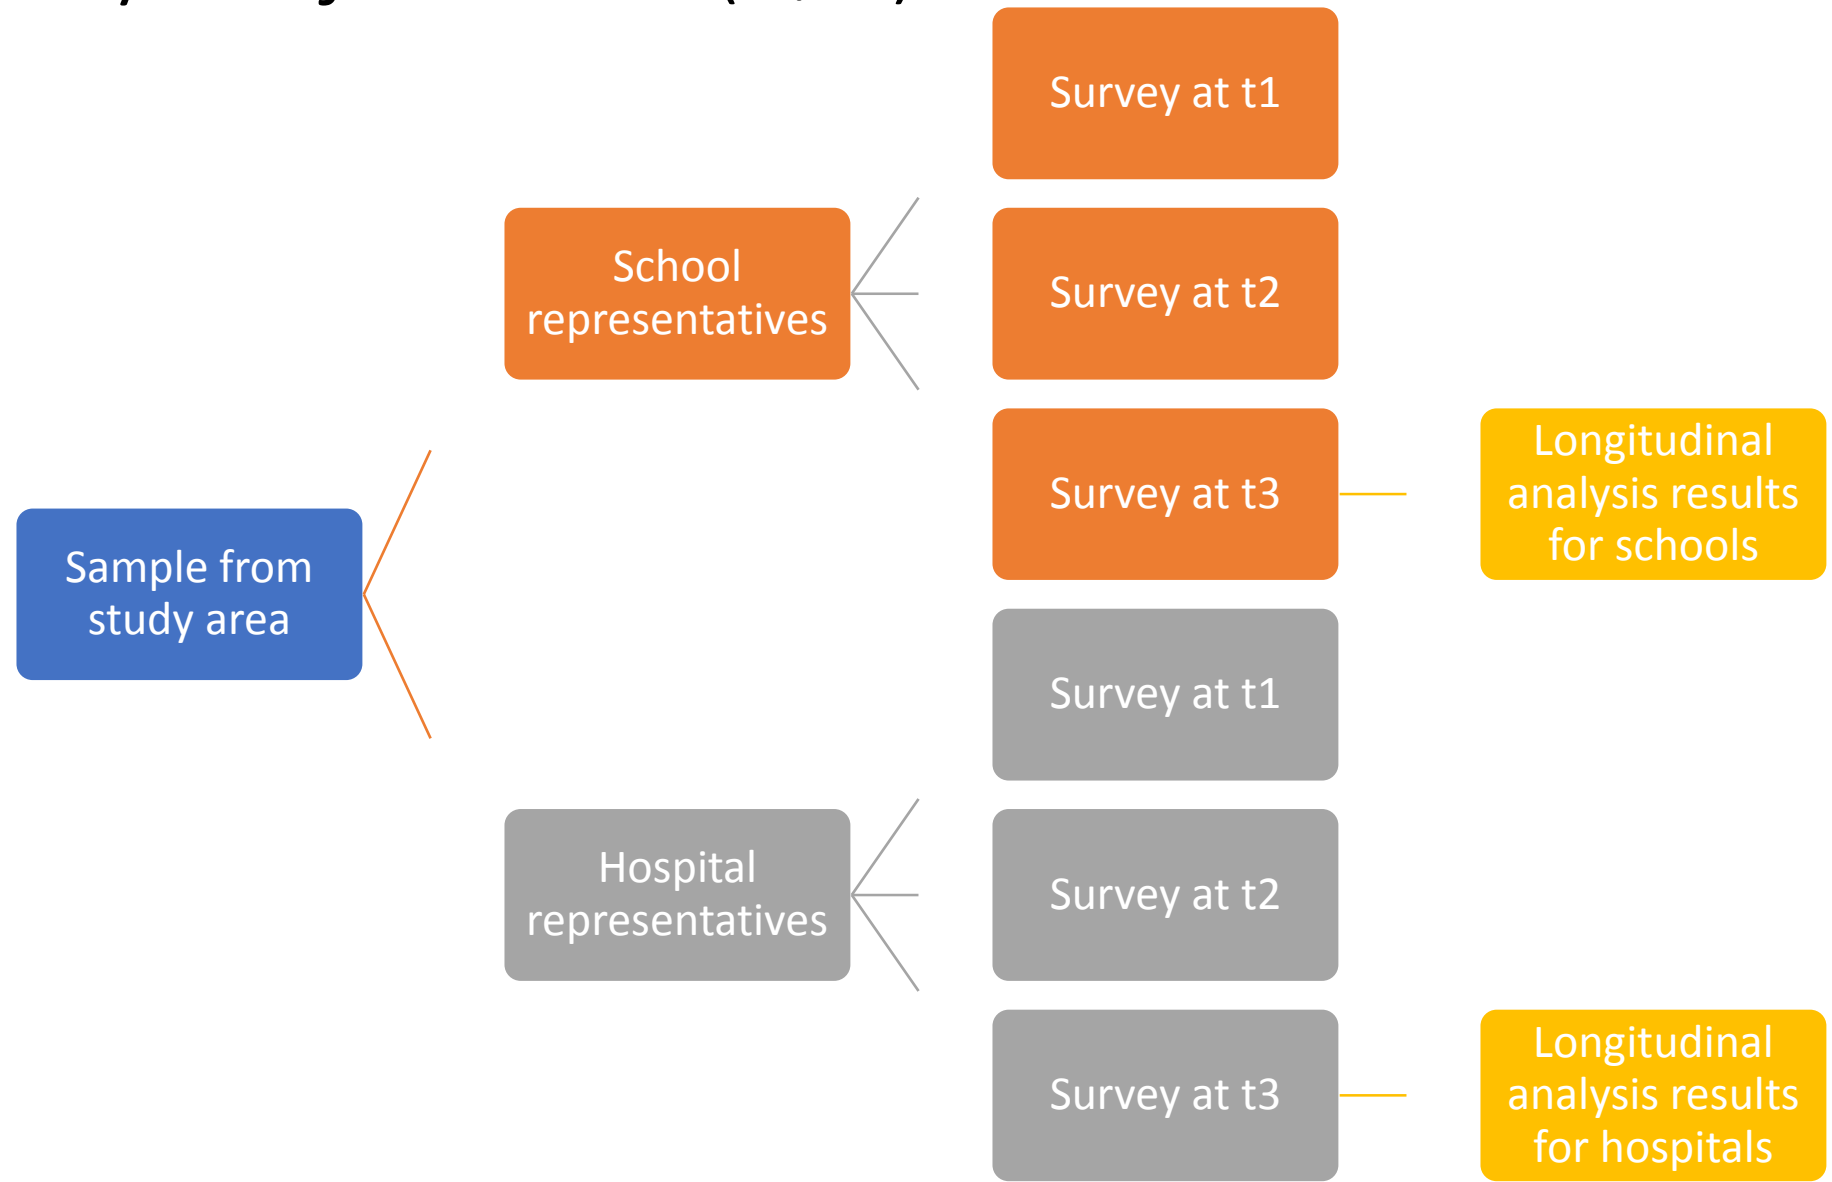 Survey at t1
School
representatives
Survey at t2
Survey at t3
Longitudinal
analysis results
for schools
Sample from
study area
Survey at t1
Hospital
representatives
Survey at t2
Survey at t3
Longitudinal
analysis results
for hospitals